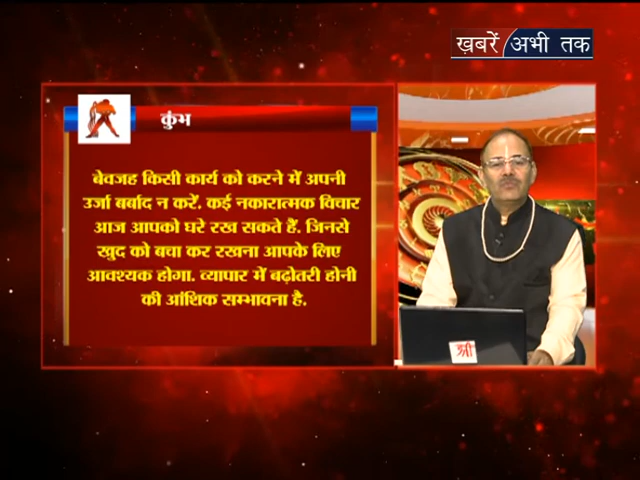 ख़बरें अभी तक
कुंभ
बेवजह किसी कार्य को करने में अपनी
उर्जा बर्बाद न करें. कई नकारात्मक विचार
आज आपको घरे रख सकते हैं. जिनसे
खुद को बचा कर रखना आपके लिए
आवश्यक होगा. व्यापार में बढ़ोतरी होनी
की आंशिक सम्भावना है.
श्री